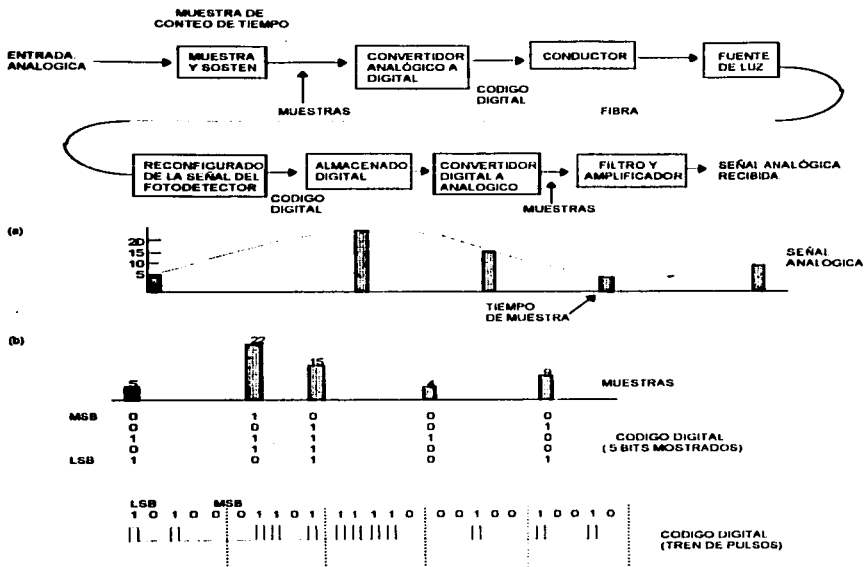 MUESTRA DE
CONTEO DE TIEMPO
ENTRADA.
ANALOGICA
MUESTRA
Y SOSTEN
CONVERTIDOR
ANALÓGICO A
DIGITAL
CONDUCTOR
FUENTE
DE LUZ
MUESTRAS
CODIGO
DIGITAL
FIBRA
RECONFIGURADO
DE LA SEÑAL DEL
FOTODETECTOR
CODIGO
DIGITAL
ALMACENADO
DIGITAL
CONVERTIDOR
DIGITAL A
ANALOGICO
MUESTRAS
FILTRO Y
AMPLIFICADOR
SEÑAL ANALÓGICA
RECIBIDA
(a)
20
15
10
5
SEÑAL
ANALOGICA
TIEMPO
DE MUESTRA
(b)
5 22 15 4 9
MUESTRAS
MSB 0 1 0 0 0
0 0 1 0 1
1 1 1 1 0
0 1 1 0 0
LSB 1 0 1 0 1
CODIGO DIGITAL
(5 BITS MOSTRADOS)
LSB MSB
1 0 1 0 0 0 1 1 0 1 1 1 1 1 0 0 0 1 0 0 1 0 0 1 0
CODIGO DIGITAL
(TREN DE PULSOS)